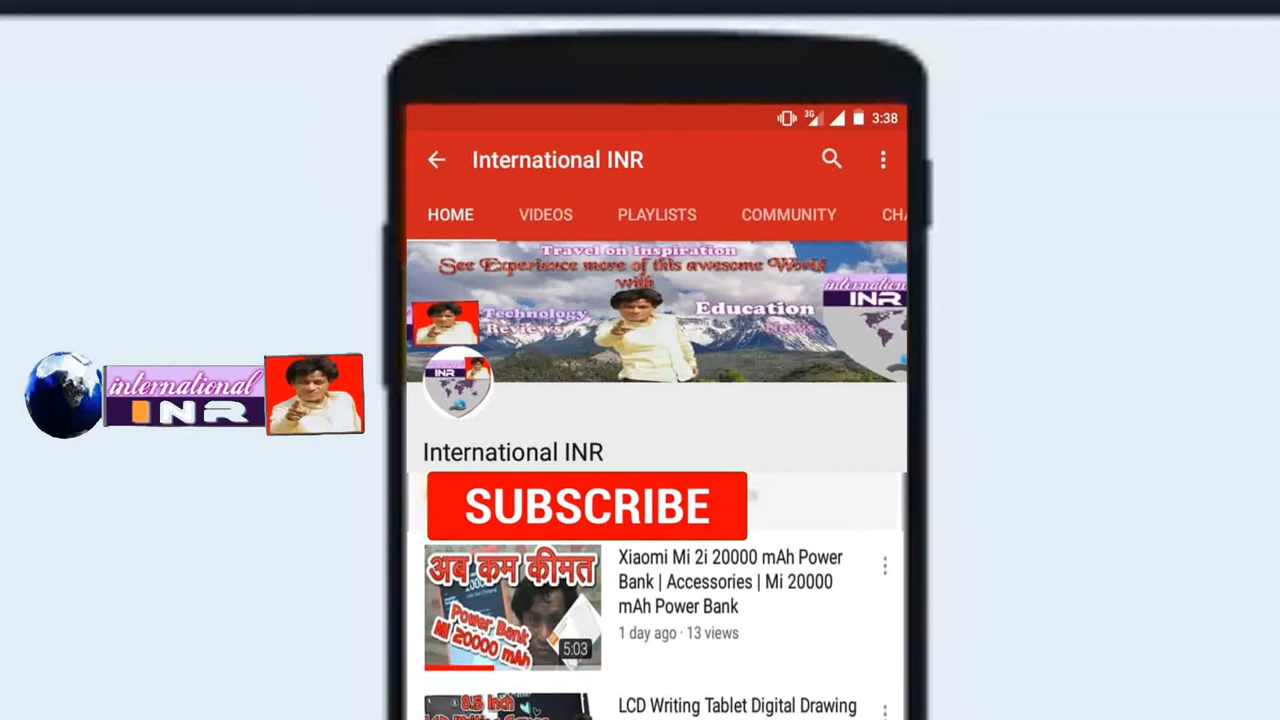 3G 3:38
International INR
HOME VIDEOS PLAYLISTS COMMUNITY CHA
Travel on Inspiration
See Experience more of this awesome World
with
Technology
Reviews
Education
News
international
INR
INR
international
INR
International INR
SUBSCRIBE
अब कम कीमत
Power Bank
Mi 20000 mAh
5:03
Xiaomi Mi 2i 20000 mAh Power
Bank | Accessories | Mi 20000
mAh Power Bank
1 day ago · 13 views
8.5 Inch
LCD Writing Tablet Digital Drawing